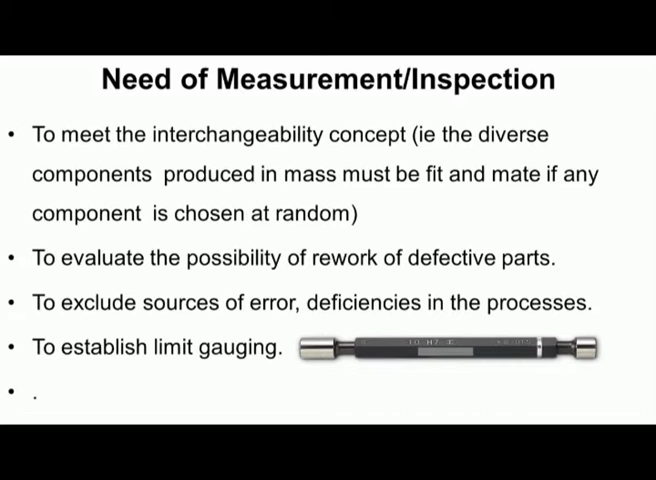 Need of Measurement/Inspection
• To meet the interchangeability concept (ie the diverse
components produced in mass must be fit and mate if any
component is chosen at random)
• To evaluate the possibility of rework of defective parts.
• To exclude sources of error, deficiencies in the processes.
• To establish limit gauging.
10 H7
• .